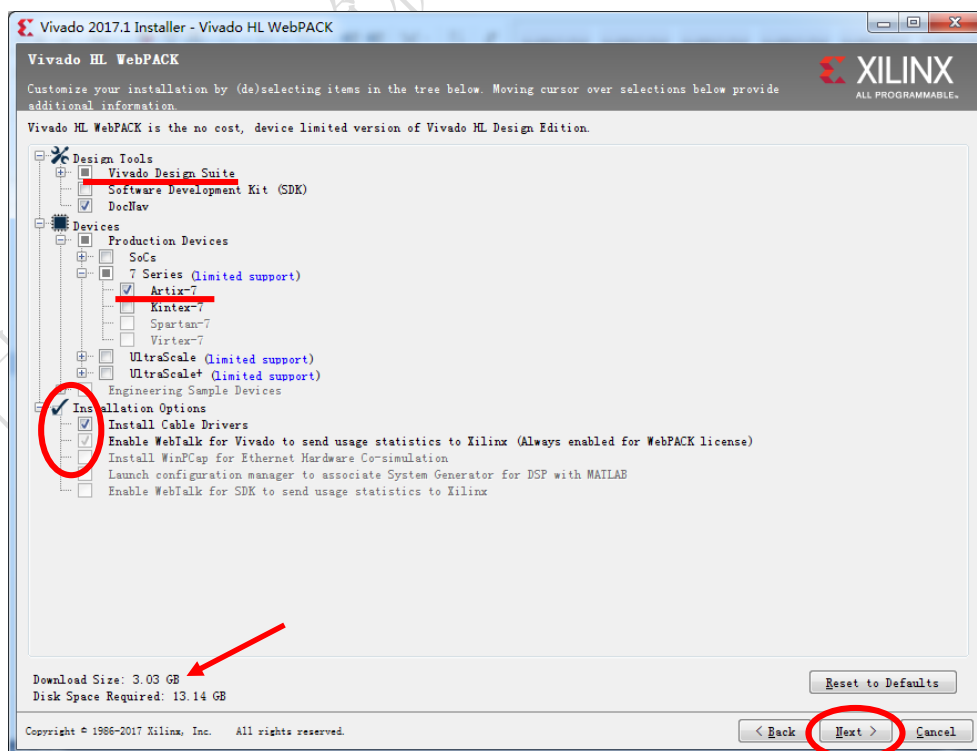 Vivado 2017.1 Installer - Vivado HL WebPACK
Vivado HL WebPACK
XILINX
ALL PROGRAMMABLE.
Customize your installation by (de)selecting items in the tree below. Moving cursor over selections below provide
additional information.
Vivado HL WebPACK is the no cost, device limited version of Vivado HL Design Edition.
Design Tools
Vivado Design Suite
Software Development Kit (SDK)
DocNav
Devices
Production Devices
SoCs
7 Series (limited support)
Artix-7
Kintex-7
Spartan-7
Virtex-7
UltraScale (limited support)
UltraScale+ (limited support)
Engineering Sample Devices
Installation Options
Install Cable Drivers
Enable WebTalk for Vivado to send usage statistics to Xilinx (Always enabled for WebPACK license)
Install WinPCap for Ethernet Hardware Co-simulation
Launch configuration manager to associate System Generator for DSP with MATLAB
Enable WebTalk for SDK to send usage statistics to Xilinx
Download Size: 3.03 GB
Disk Space Required: 13.14 GB
Reset to Defaults
Copyright © 1986-2017 Xilinx, Inc. All rights reserved.
< Back Next > Cancel